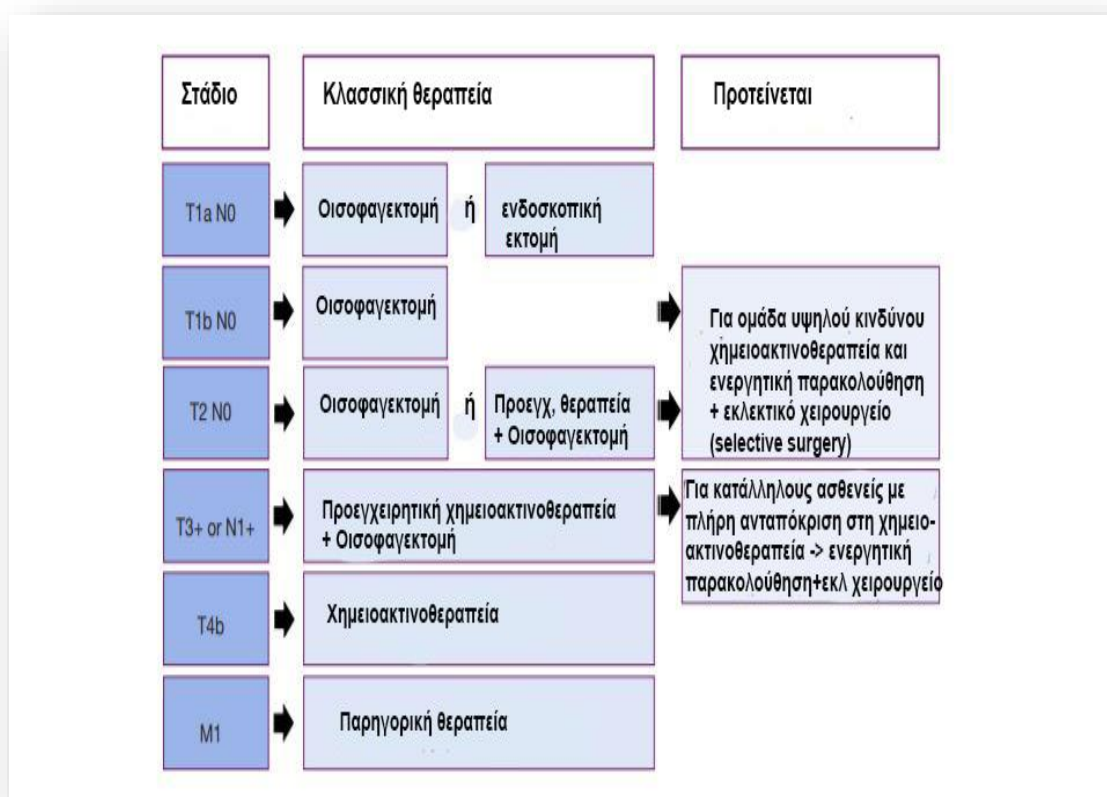 Στάδιο
Κλασσική θεραπεία
Προτείνεται
T1a N0
Οισοφαγεκτομή
ή
ενδοσκοπική
εκτομή
T1b N0
Οισοφαγεκτομή
Για ομάδα υψηλού κινδύνου
χημειοακτινοθεραπεία και
ενεργητική παρακολούθηση
+ εκλεκτικό χειρουργείο
(selective surgery)
T2 N0
Οισοφαγεκτομή
ή
Προεγχ, θεραπεία
+ Οισοφαγεκτομή
T3+ or N1+
Προεγχειρητική χημειοακτινοθεραπεία
+ Οισοφαγεκτομή
Για κατάλληλους ασθενείς με
πλήρη ανταπόκριση στη χημειο-
ακτινοθεραπεία -> ενεργητική
παρακολούθηση+εκλ χειρουργείο
T4b
Χημειοακτινοθεραπεία
M1
Παρηγορική θεραπεία